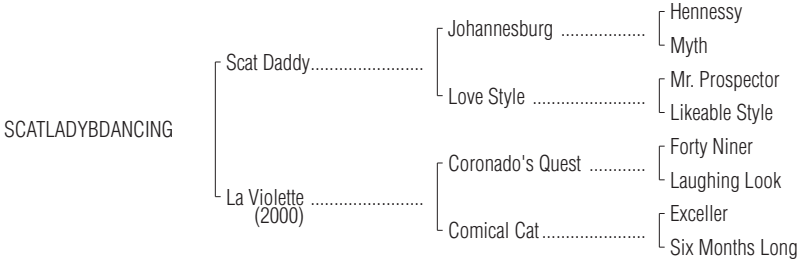 Hennessy
Johannesburg ..................
Myth
Scat Daddy........................
Mr. Prospector
Love Style ........................
Likeable Style
SCATLADYBDANCING
Forty Niner
Coronado's Quest ............
Laughing Look
La Violette ........................
(2000)
Exceller
Comical Cat......................
Six Months Long